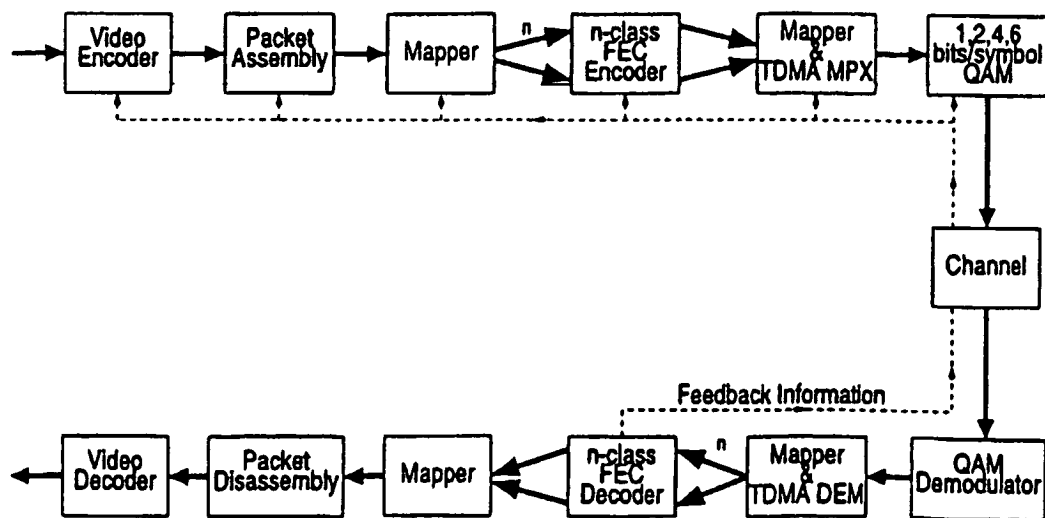 Video
Encoder
Packet
Assembly
Mapper
n
n-class
FEC
Encoder
Mapper
&
TDMA MPX
1,2,4,6
bits/symbol
QAM
Channel
Feedback Information
Video
Decoder
Packet
Disassembly
Mapper
n-class
FEC
Decoder
n
Mapper
&
TDMA DEM
QAM
Demodulator